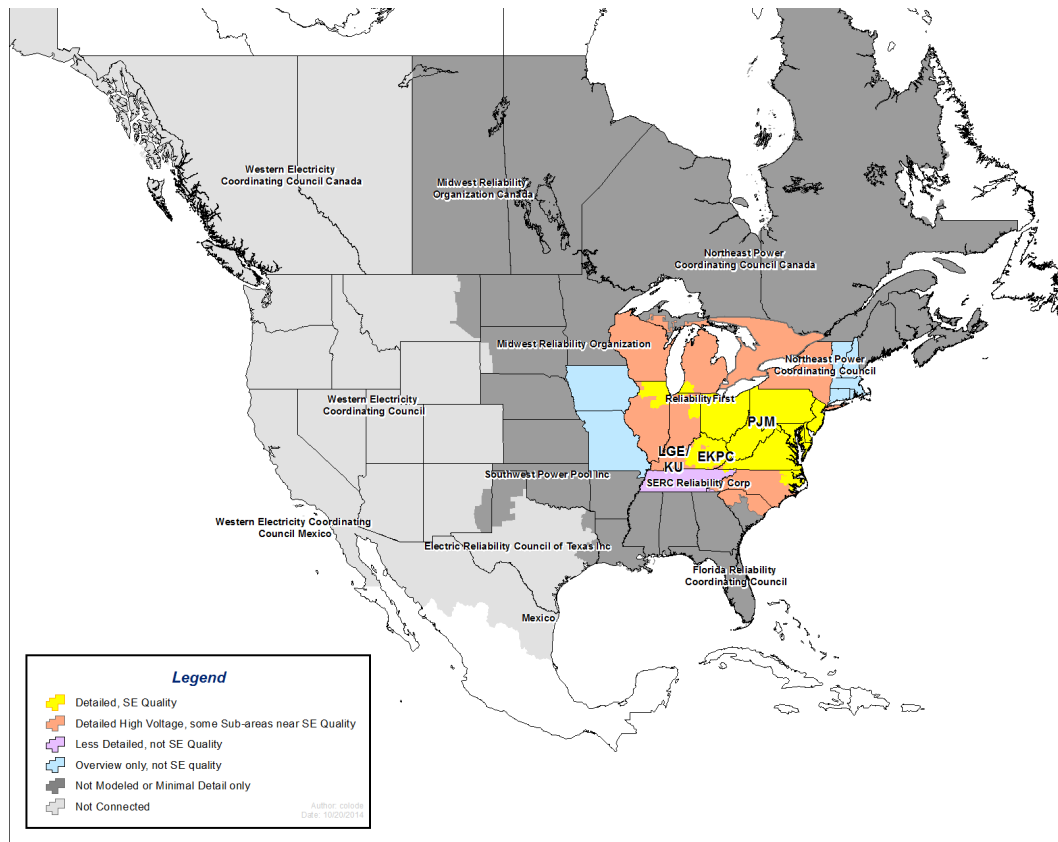 Western Electricity
Coordinating Council Canada
Midwest Reliability
Organization Canada
Northeast Power
Coordinating Council Canada
Midwest Reliability Organization
Northeast Power
Coordinating Council
Western Electricity
Coordinating Council
ReliabilityFirst
PJM
LGE/
KU
EKPC
Southwest Power Pool Inc
SERC Reliability Corp
Western Electricity Coordinating
Council Mexico
Electric Reliability Council of Texas Inc
Florida Reliability
Coordinating Council
Mexico
Legend
Detailed, SE Quality
Detailed High Voltage, some Sub-areas near SE Quality
Less Detailed, not SE Quality
Overview only, not SE quality
Not Modeled or Minimal Detail only
Not Connected
Author: colode
Date: 10/20/2014